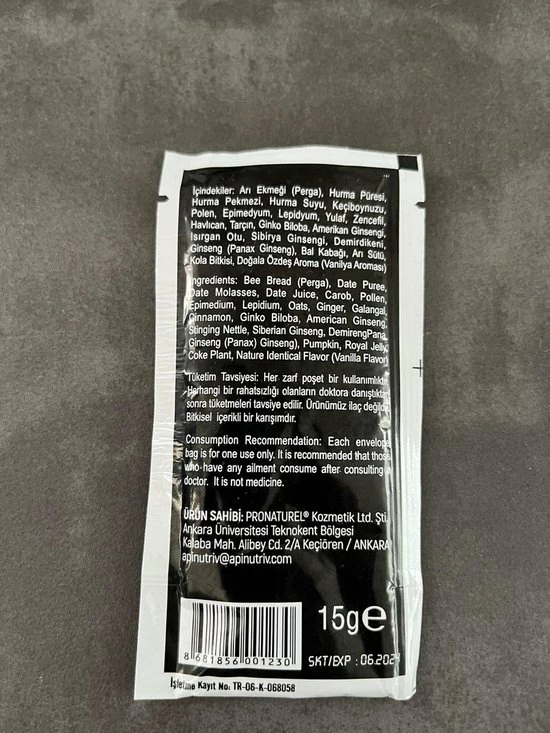 İçindekiler: Arı Ekmeği (Perga), Hurma Püresi,
Hurma Pekmezi, Hurma Suyu, Keçiboynuzu,
Polen, Epimedyum, Lepidyum, Yulaf, Zencefil,
Havlıcan, Tarçın, Ginko Biloba, Amerikan Ginsengi,
Isırgan Otu, Sibirya Ginsengi, Demirdikeni,
Ginseng (Panax Ginseng), Bal Kabağı, Arı Sütü,
Kola Bitkisi, Doğala Özdeş Aroma (Vanilya Aroması)
Ingredients: Bee Bread (Perga), Date Puree,
Date Molasses, Date Juice, Carob, Pollen,
Epimedium, Lepidium, Oats, Ginger, Galangal,
Cinnamon, Ginko Biloba, American Ginseng,
Stinging Nettle, Siberian Ginseng, DemirengPana,
Ginseng (Panax) Ginseng), Pumpkin, Royal Jelly,
Coke Plant, Nature Identical Flavor (Vanilla Flavor)
Tüketim Tavsiyesi: Her zarf poşet bir kullanımlıktır.
Herhangi bir rahatsızlığı olanların doktora danıştıktan
sonra tüketmeleri tavsiye edilir. Ürünümüz ilaç değildir.
Bitkisel içerikli bir karışımdır.
Consumption Recommendation: Each envelope
bag is for one use only. It is recommended that those
who have any ailment consume after consulting a
doctor. It is not medicine.
ÜRÜN SAHİBİ: PRONATUREL® Kozmetik Ltd. Şti.
Ankara Üniversitesi Teknokent Bölgesi
Kalaba Mah. Alibey Cd. 2/A Keçiören / ANKARA
apinutriv@apinutriv.com
8 681856 001230
15g e
SKT/EXP : 06.202
İşletme Kayıt No: TR-06-K-068058